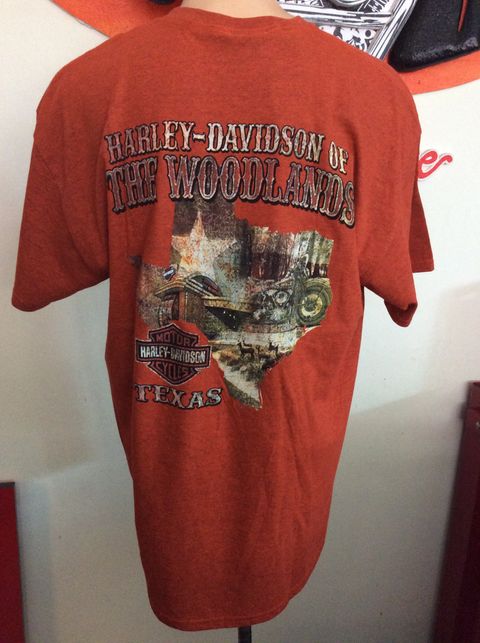 HARLEY-DAVIDSON OF
THE WOODLANDS
MOTOR
HARLEY-DAVIDSON
CYCLES
TEXAS